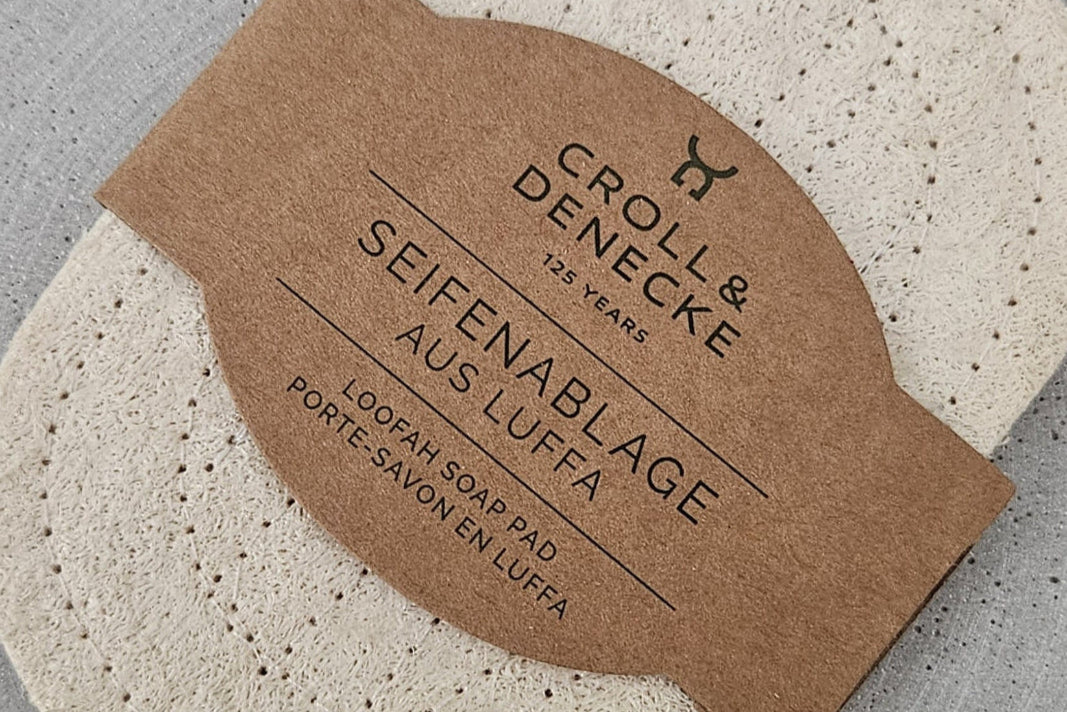 CROLL &
DENECKE
125 YEARS
SEIFENABLAGE
AUS LUFFA
LOOFAH SOAP PAD
PORTE-SAVON EN LUFFA